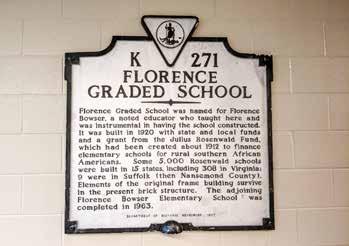 K 271
FLORENCE
GRADED SCHOOL
Florence Graded School was named for Florence
Bowser, a noted educator who taught here and
was instrumental in having the school constructed.
It was built in 1920 with state and local funds
and a grant from the Julius Rosenwald Fund,
which had been created about 1912 to finance
elementary schools for rural southern African
Americans. Some 5,000 Rosenwald schools
were built in 15 states, including 308 in Virginia;
9 were in Suffolk (then Nansemond County).
Elements of the original frame building survive
in the present brick structure. The adjoining
Florence Bowser Elementary School was
completed in 1963.
DEPARTMENT OF HISTORIC RESOURCES, 1997